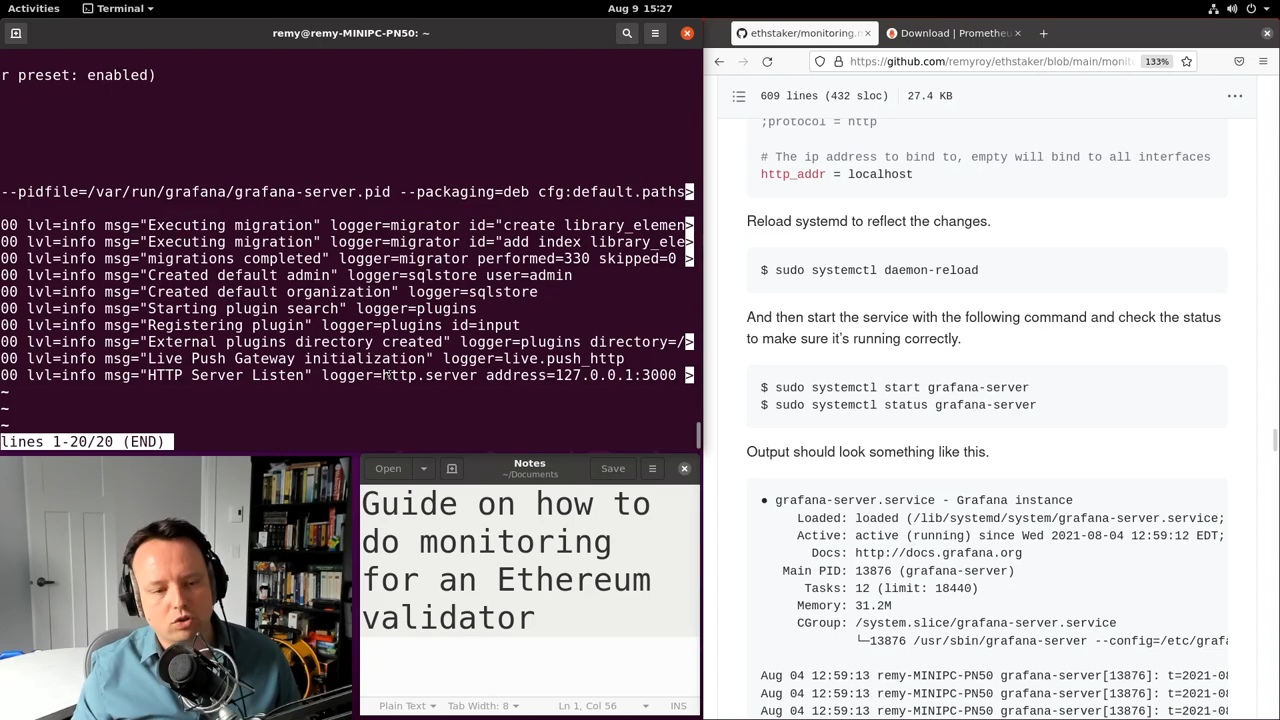 Activities
Terminal
Aug 9 15:27
remy@remy-MINIPC-PN50: ~
r preset: enabled)
--pidfile=/var/run/grafana/grafana-server.pid --packaging=deb cfg:default.paths>
00 lvl=info msg="Executing migration" logger=migrator id="create library_elemen>
00 lvl=info msg="Executing migration" logger=migrator id="add index library_ele>
00 lvl=info msg="migrations completed" logger=migrator performed=330 skipped=0 >
00 lvl=info msg="Created default admin" logger=sqlstore user=admin
00 lvl=info msg="Created default organization" logger=sqlstore
00 lvl=info msg="Starting plugin search" logger=plugins
00 lvl=info msg="Registering plugin" logger=plugins id=input
00 lvl=info msg="External plugins directory created" logger=plugins directory=/>
00 lvl=info msg="Live Push Gateway initialization" logger=live.push_http
00 lvl=info msg="HTTP Server Listen" logger=http.server address=127.0.0.1:3000 >
~
~
~
lines 1-20/20 (END)
Open
Notes
~/Documents
Save
Guide on how to
do monitoring
for an Ethereum
validator
Plain Text
Tab Width: 8
Ln 1, Col 56
INS
ethstaker/monitoring.m
Download | Prometheu
https://github.com/remyroy/ethstaker/blob/main/monit
133%
609 lines (432 sloc)
27.4 KB
;protocol = http
# The ip address to bind to, empty will bind to all interfaces
http_addr = localhost
Reload systemd to reflect the changes.
$ sudo systemctl daemon-reload
And then start the service with the following command and check the status
to make sure it's running correctly.
$ sudo systemctl start grafana-server
$ sudo systemctl status grafana-server
Output should look something like this.
● grafana-server.service - Grafana instance
Loaded: loaded (/lib/systemd/system/grafana-server.service;
Active: active (running) since Wed 2021-08-04 12:59:12 EDT;
Docs: http://docs.grafana.org
Main PID: 13876 (grafana-server)
Tasks: 12 (limit: 18440)
Memory: 31.2M
CGroup: /system.slice/grafana-server.service
└─13876 /usr/sbin/grafana-server --config=/etc/grafa
Aug 04 12:59:13 remy-MINIPC-PN50 grafana-server[13876]: t=2021-08
Aug 04 12:59:13 remy-MINIPC-PN50 grafana-server[13876]: t=2021-08
Aug 04 12:59:13 remy-MINIPC-PN50 grafana-server[13876]: t=2021-08